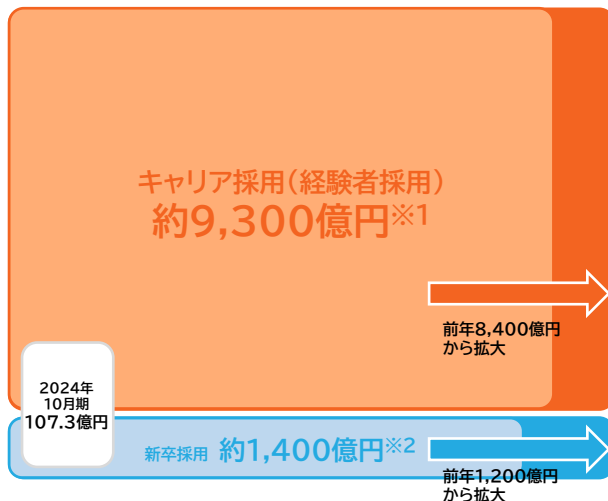 キャリア採用(経験者採用)
約9,300億円※1
前年8,400億円
から拡大
2024年
10月期
107.3億円
新卒採用 約1,400億円※2
前年1,200億円
から拡大